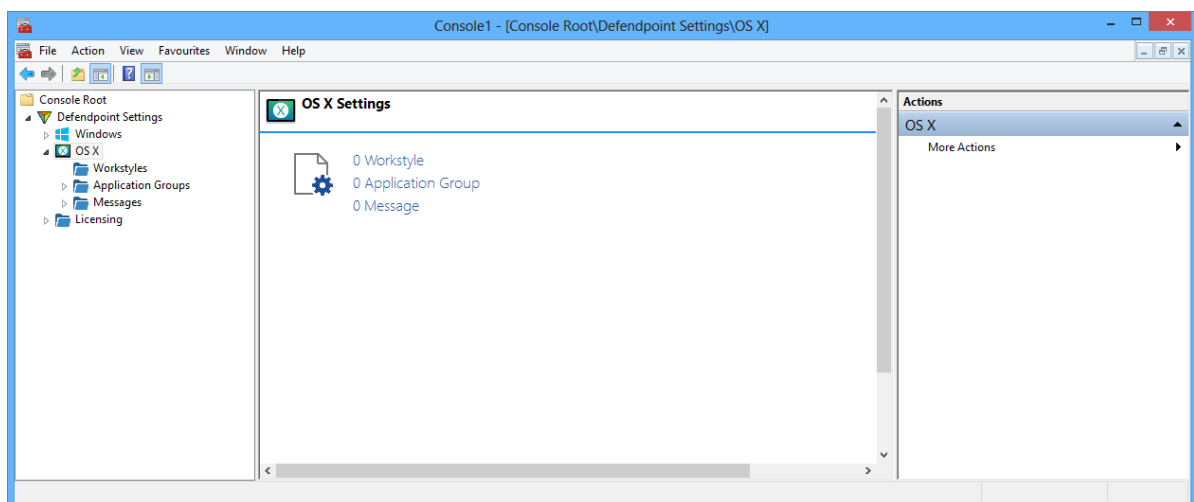 Console1 - [Console Root\Defendpoint Settings\OS X]
File Action View Favourites Window Help
Console Root
Defendpoint Settings
Windows
OS X
Workstyles
Application Groups
Messages
Licensing
OS X Settings
0 Workstyle
0 Application Group
0 Message
Actions
OS X
More Actions